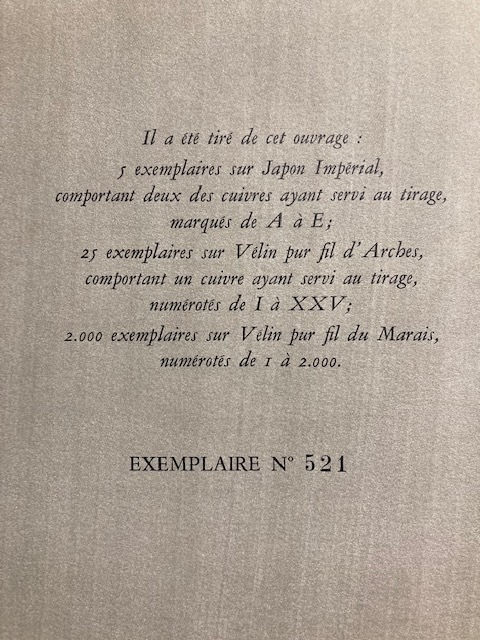 Il a été tiré de cet ouvrage :
5 exemplaires sur Japon Impérial,
comportant deux des cuivres ayant servi au tirage,
marqués de A à E;
25 exemplaires sur Vélin pur fil d'Arches,
comportant un cuivre ayant servi au tirage,
numérotés de I à XXV;
2.000 exemplaires sur Vélin pur fil du Marais,
numérotés de 1 à 2.000.
EXEMPLAIRE N° 521